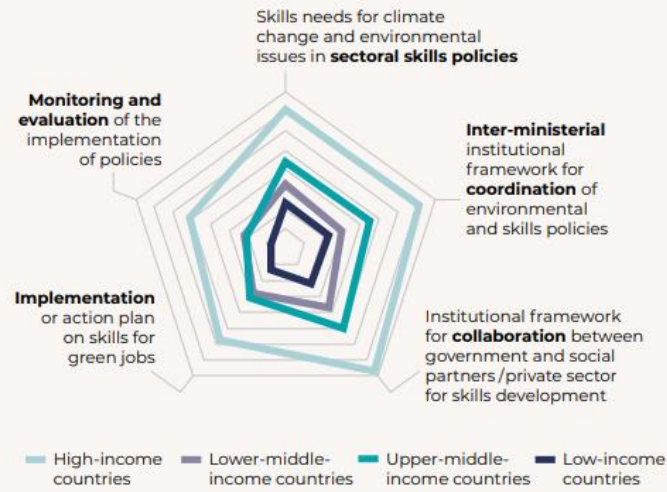 Skills needs for climate
change and environmental
issues in sectoral skills policies
Monitoring and
evaluation of the
implementation
of policies
Inter-ministerial
institutional
framework for
coordination of
environmental
and skills policies
Implementation
or action plan
on skills for
green jobs
Institutional framework
for collaboration between
government and social
partners/private sector
for skills development
High-income
countries
Lower-middle-
income countries
Upper-middle-
income countries
Low-income
countries